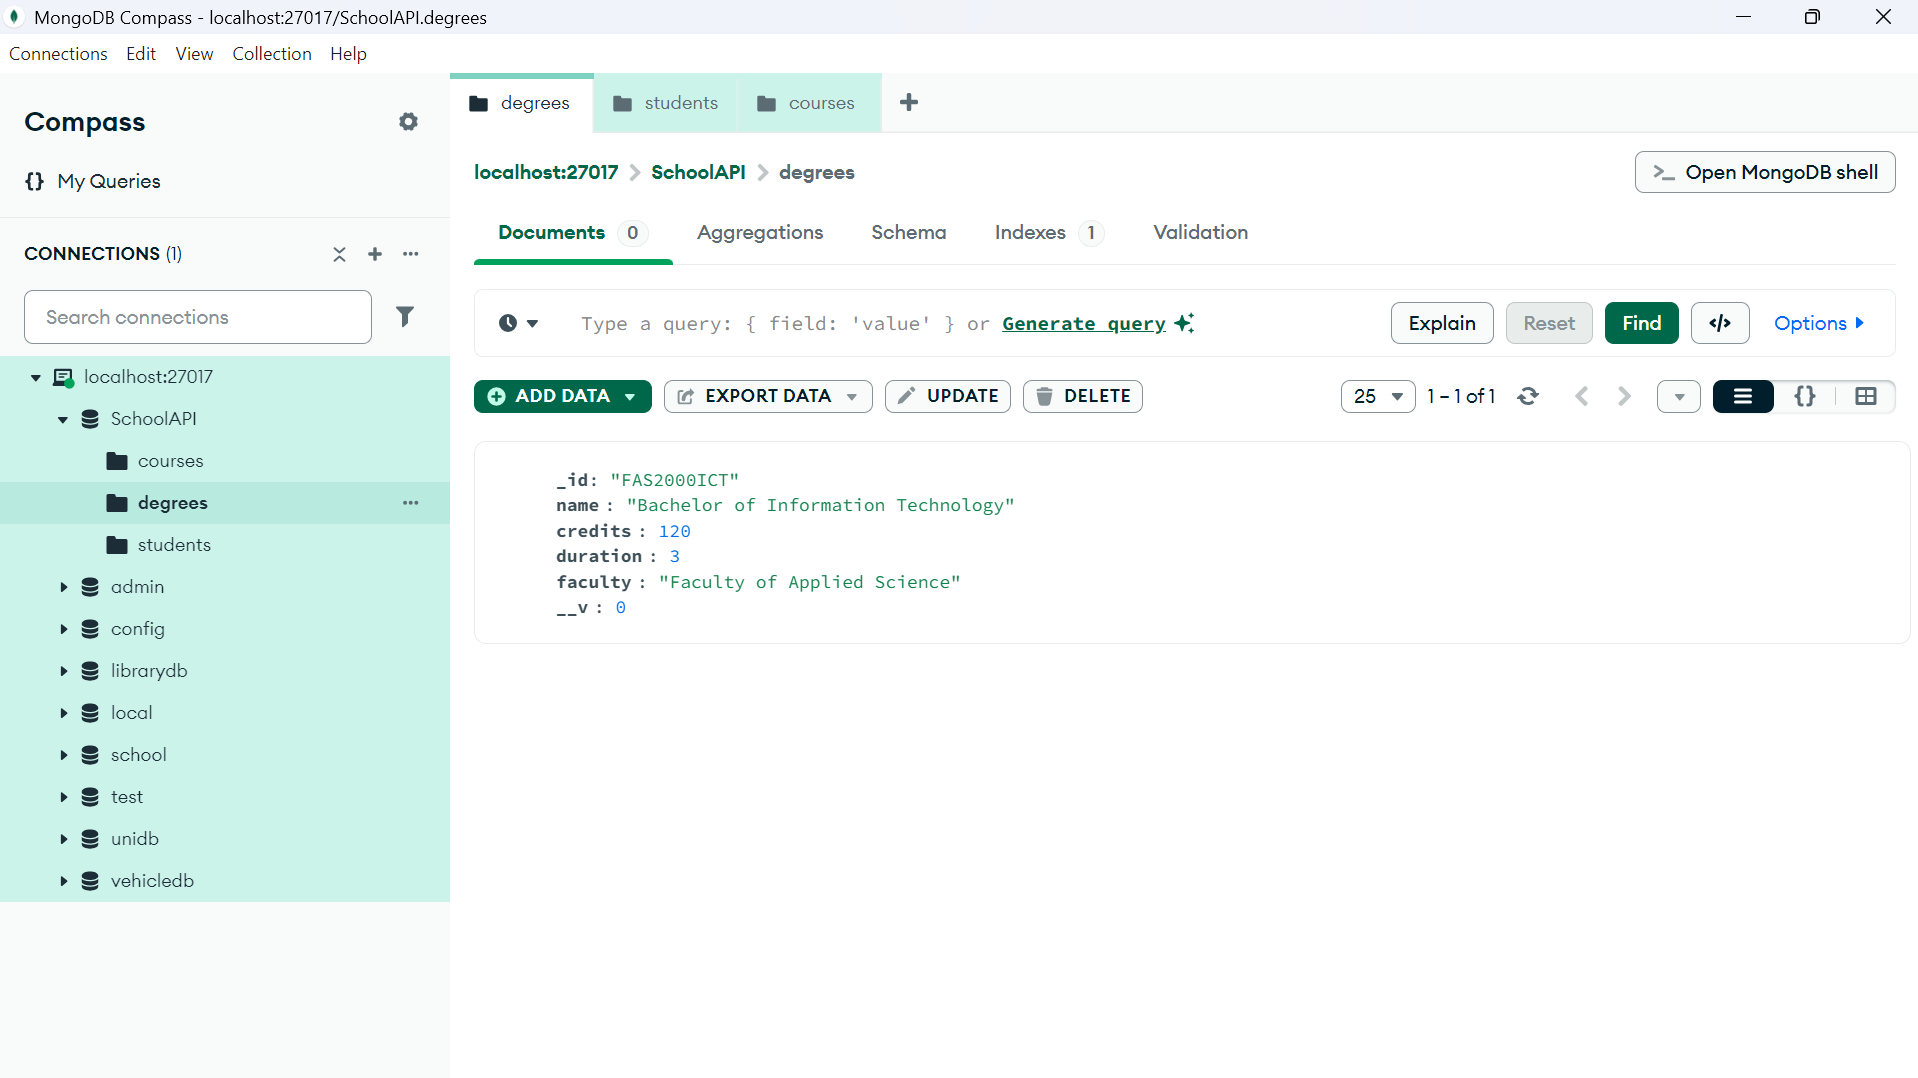 MongoDB Compass - localhost:27017/SchoolAPI.degrees
Connections Edit View Collection Help
Compass
{} My Queries
CONNECTIONS (1)
Search connections
localhost:27017
SchoolAPI
courses
degrees
students
admin
config
librarydb
local
school
test
unidb
vehicledb
degrees students courses
localhost:27017 > SchoolAPI > degrees
>_ Open MongoDB shell
Documents 0 Aggregations Schema Indexes 1 Validation
Type a query: { field: 'value' } or Generate query
Explain Reset Find </> Options
ADD DATA EXPORT DATA UPDATE DELETE
25 1 – 1 of 1 {}
_id: "FAS2000ICT"
name : "Bachelor of Information Technology"
credits : 120
duration : 3
faculty : "Faculty of Applied Science"
__v : 0